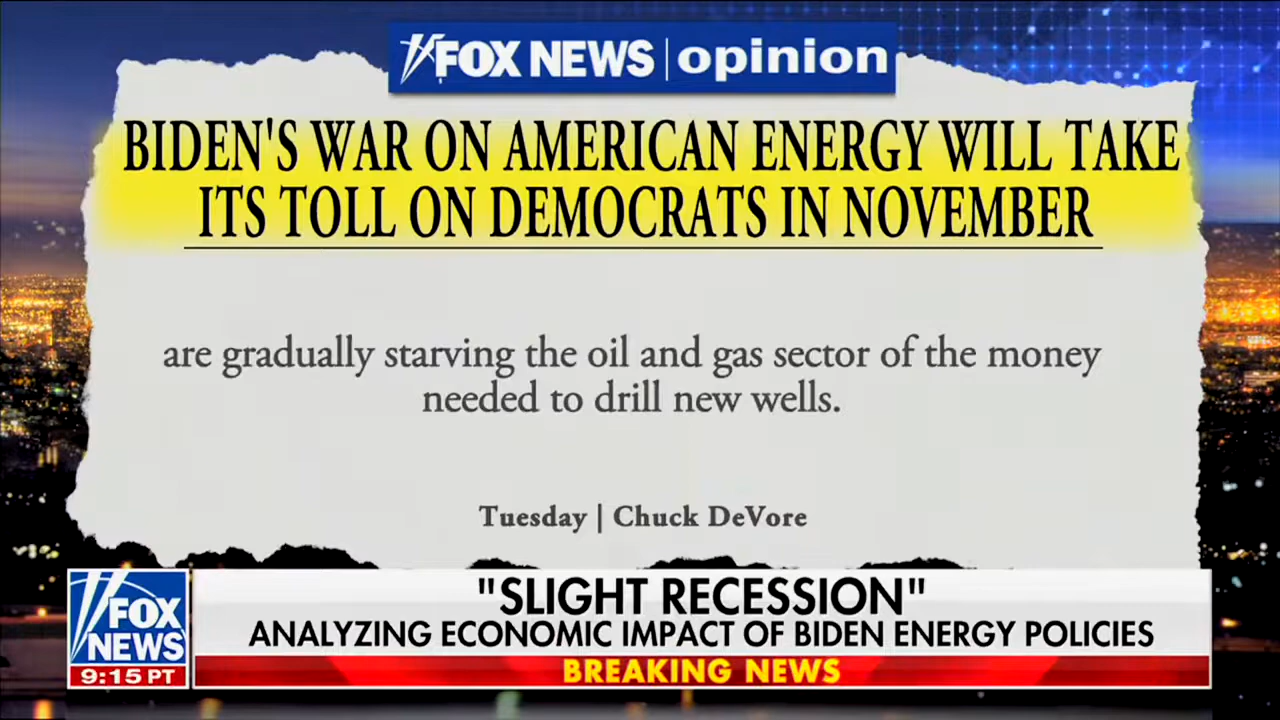 FOX NEWS | opinion
BIDEN'S WAR ON AMERICAN ENERGY WILL TAKE
ITS TOLL ON DEMOCRATS IN NOVEMBER
are gradually starving the oil and gas sector of the money
needed to drill new wells.
Tuesday | Chuck DeVore
FOX
NEWS
9:15 PT
"SLIGHT RECESSION"
ANALYZING ECONOMIC IMPACT OF BIDEN ENERGY POLICIES
BREAKING NEWS